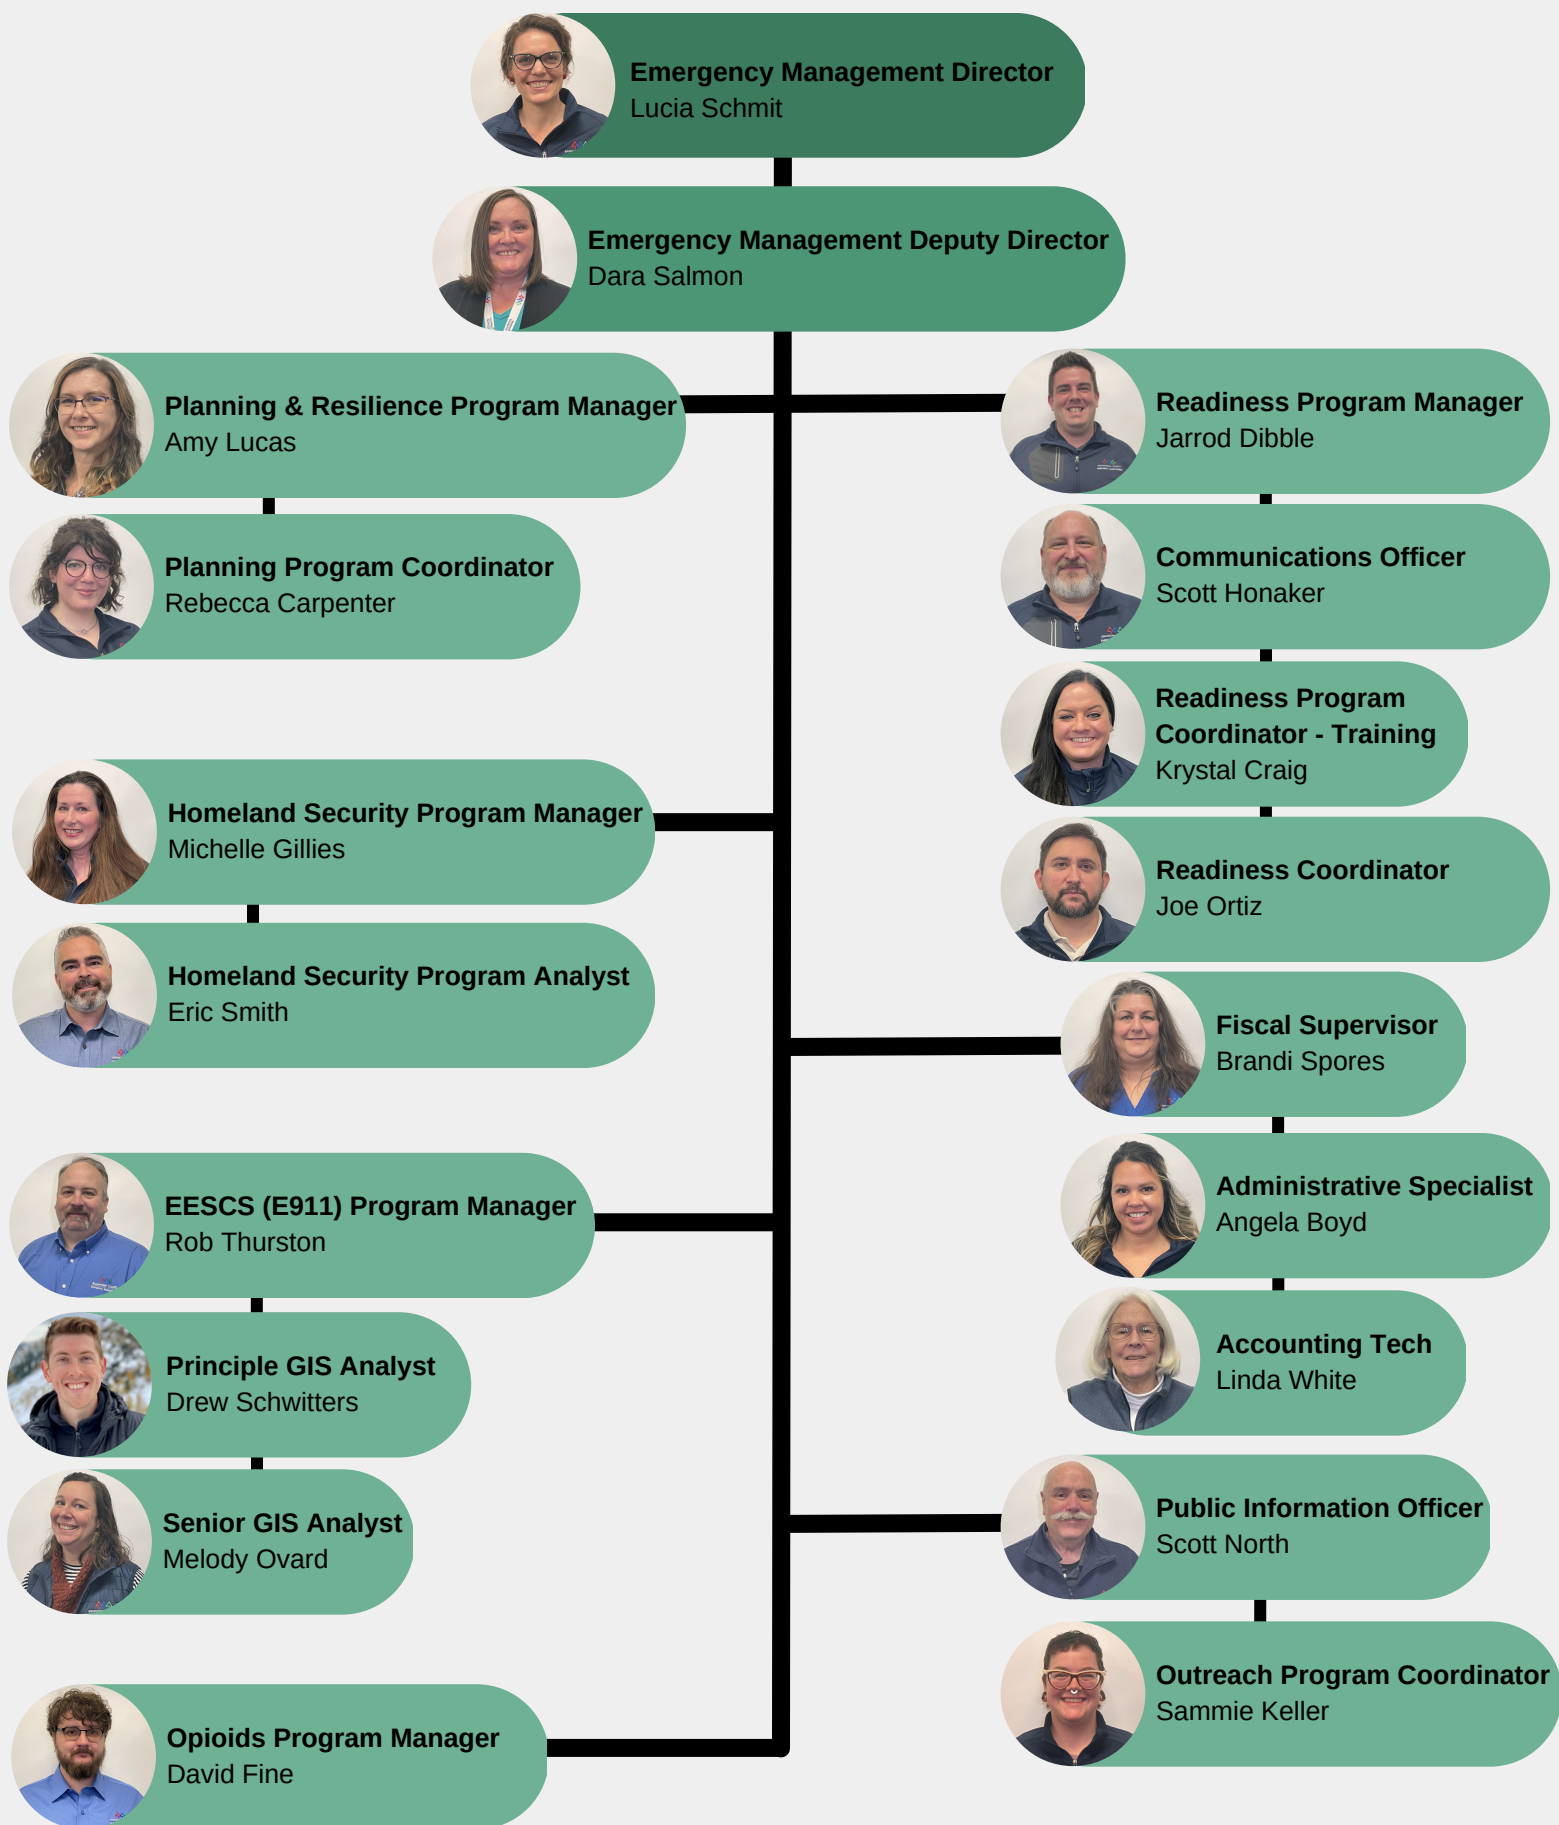 Emergency Management Director
Lucia Schmit
Emergency Management Deputy Director
Dara Salmon
Planning & Resilience Program Manager
Amy Lucas
Planning Program Coordinator
Rebecca Carpenter
Homeland Security Program Manager
Michelle Gillies
Homeland Security Program Analyst
Eric Smith
EESCS (E911) Program Manager
Rob Thurston
Principle GIS Analyst
Drew Schwitters
Senior GIS Analyst
Melody Ovard
Opioids Program Manager
David Fine
Readiness Program Manager
Jarrod Dibble
Communications Officer
Scott Honaker
Readiness Program
Coordinator - Training
Krystal Craig
Readiness Coordinator
Joe Ortiz
Fiscal Supervisor
Brandi Spores
Administrative Specialist
Angela Boyd
Accounting Tech
Linda White
Public Information Officer
Scott North
Outreach Program Coordinator
Sammie Keller